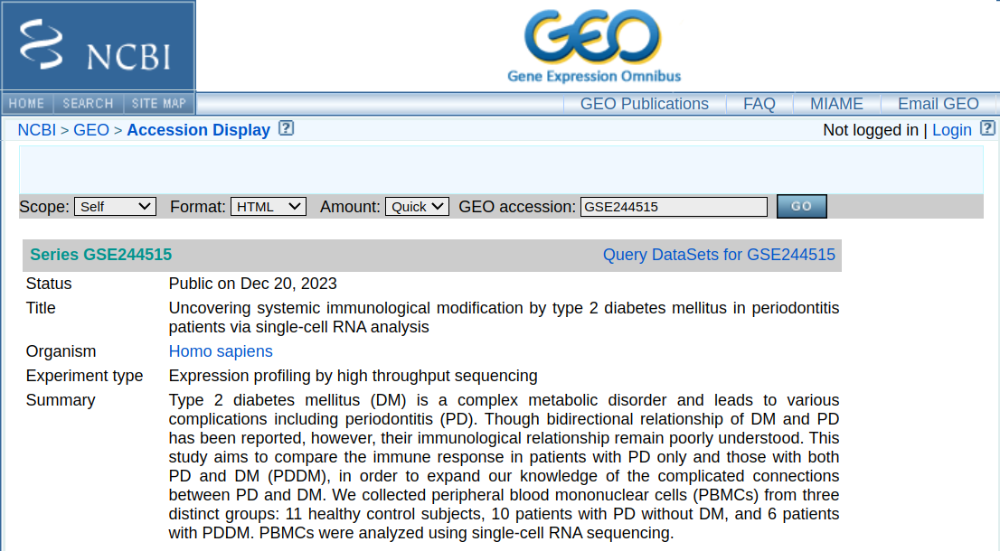 NCBI
GEO
Gene Expression Omnibus
HOME SEARCH SITE MAP
GEO Publications FAQ MIAME Email GEO
NCBI > GEO > Accession Display ? Not logged in | Login ?
Scope: Self Format: HTML Amount: Quick GEO accession: GSE244515 GO
Series GSE244515 Query DataSets for GSE244515
Status Public on Dec 20, 2023
Title Uncovering systemic immunological modification by type 2 diabetes mellitus in periodontitis
patients via single-cell RNA analysis
Organism Homo sapiens
Experiment type Expression profiling by high throughput sequencing
Summary Type 2 diabetes mellitus (DM) is a complex metabolic disorder and leads to various
complications including periodontitis (PD). Though bidirectional relationship of DM and PD
has been reported, however, their immunological relationship remain poorly understood. This
study aims to compare the immune response in patients with PD only and those with both
PD and DM (PDDM), in order to expand our knowledge of the complicated connections
between PD and DM. We collected peripheral blood mononuclear cells (PBMCs) from three
distinct groups: 11 healthy control subjects, 10 patients with PD without DM, and 6 patients
with PDDM. PBMCs were analyzed using single-cell RNA sequencing.